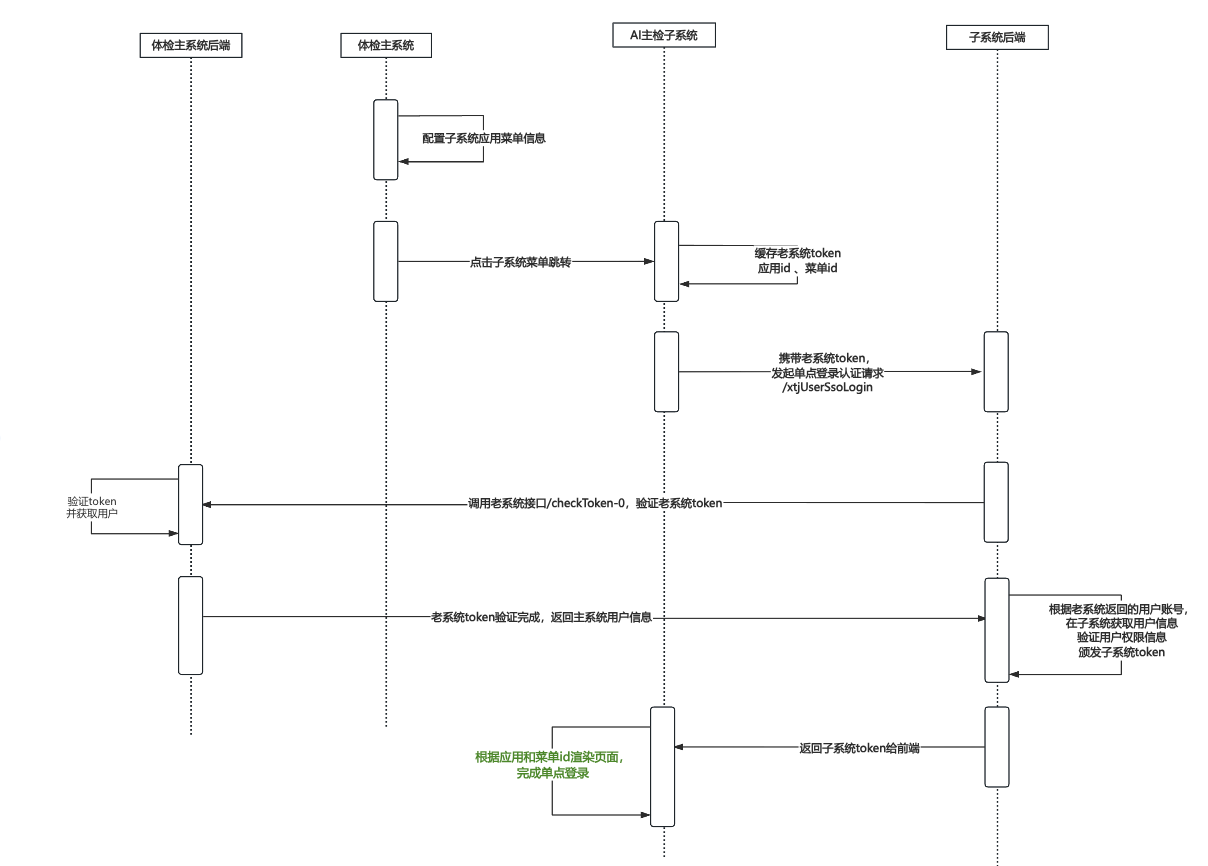 体检主系统后端
体检主系统
AI主检子系统
子系统后端
配置子系统应用菜单信息
点击子系统菜单跳转
缓存老系统token
应用id 、菜单id
携带老系统token，
发起单点登录认证请求
/xtjUserSsoLogin
验证token
并获取用户
调用老系统接口/checkToken-0，验证老系统token
老系统token验证完成，返回主系统用户信息
根据老系统返回的用户账号，
在子系统获取用户信息
验证用户权限信息
颁发子系统token
根据应用和菜单id渲染页面，
完成单点登录
返回子系统token给前端